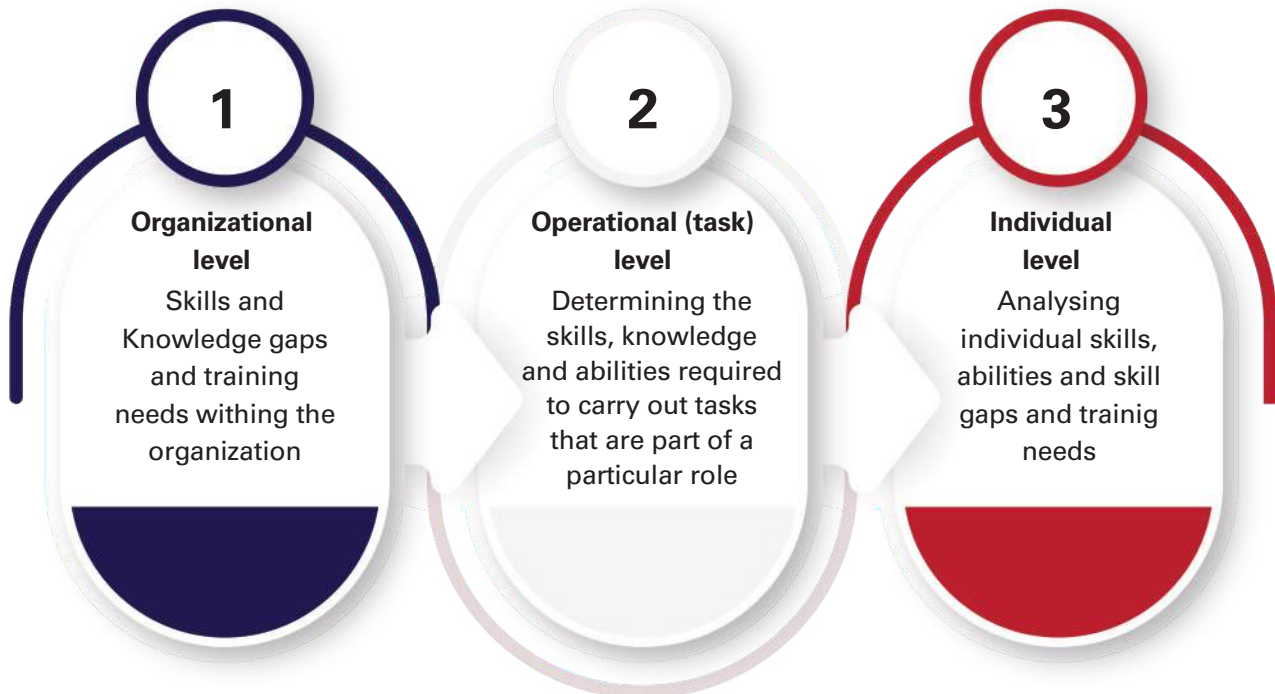 1
Organizational
level
Skills and
Knowledge gaps
and training
needs withing the
organization
2
Operational (task)
level
Determining the
skills, knowledge
and abilities required
to carry out tasks
that are part of a
particular role
3
Individual
level
Analysing
individual skills,
abilities and skill
gaps and trainig
needs